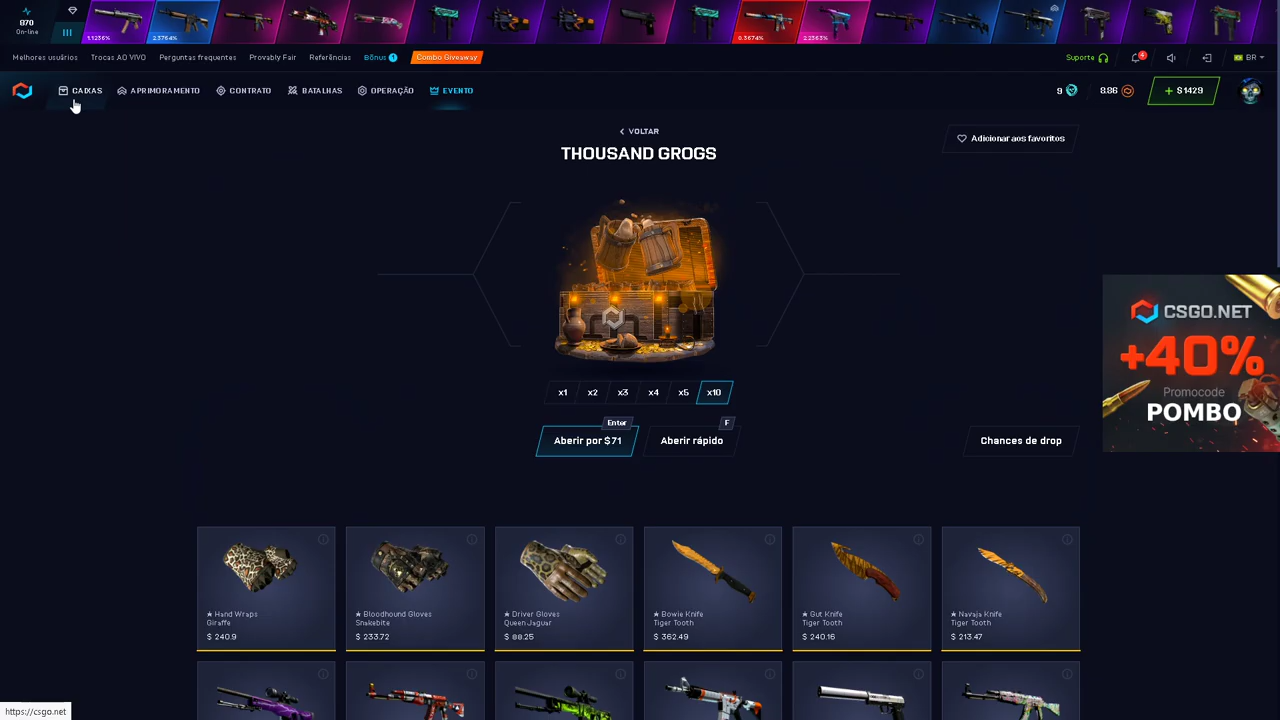 870
On-line
1.1236%
2.3764%
0.3674%
2.2363%
Melhores usuários
Trocas AO VIVO
Perguntas frequentes
Provably Fair
Referências
Bônus
Combo Giveaway
Suporte
4
BR
CAIXAS
APRIMORAMENTO
CONTRATO
BATALHAS
OPERAÇÃO
EVENTO
9
8.86
+ $ 1429
VOLTAR
THOUSAND GROGS
Adicionar aos favoritos
x1
x2
x3
x4
x5
x10
Enter
F
Aberir por $ 71
Aberir rápido
Chances de drop
CSGO.NET
+40%
Promocode
POMBO
★ Hand Wraps
Giraffe
$ 240.9
★ Bloodhound Gloves
Snakebite
$ 233.72
★ Driver Gloves
Queen Jaguar
$ 88.25
★ Bowie Knife
Tiger Tooth
$ 362.49
★ Gut Knife
Tiger Tooth
$ 240.16
★ Navaja Knife
Tiger Tooth
$ 213.47
https://csgo.net